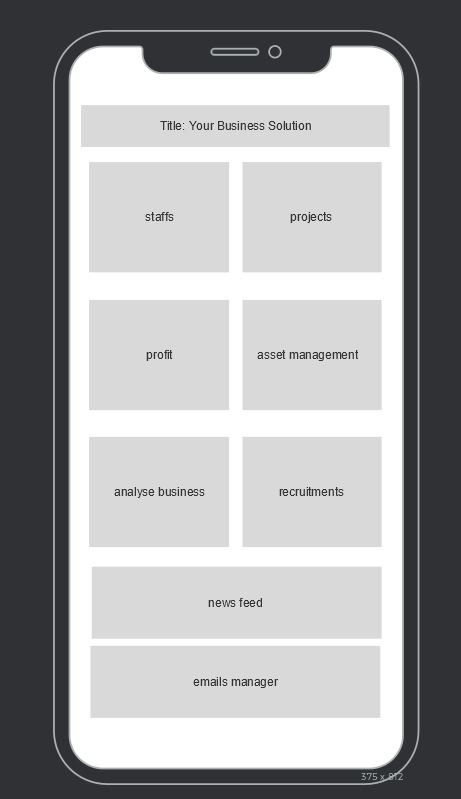 Title: Your Business Solution
staffs
projects
profit
asset management
analyse business
recruitments
news feed
emails manager
375 x 812